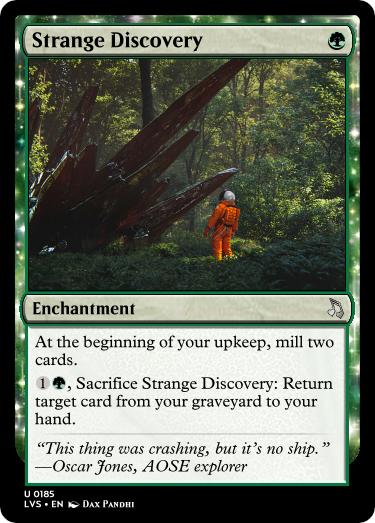 Strange Discovery
Enchantment
At the beginning of your upkeep, mill two
cards.
1, Sacrifice Strange Discovery: Return
target card from your graveyard to your
hand.
“This thing was crashing, but it’s no ship.”
—Oscar Jones, AOSE explorer
U 0185
LVS • EN Dax Pandhi